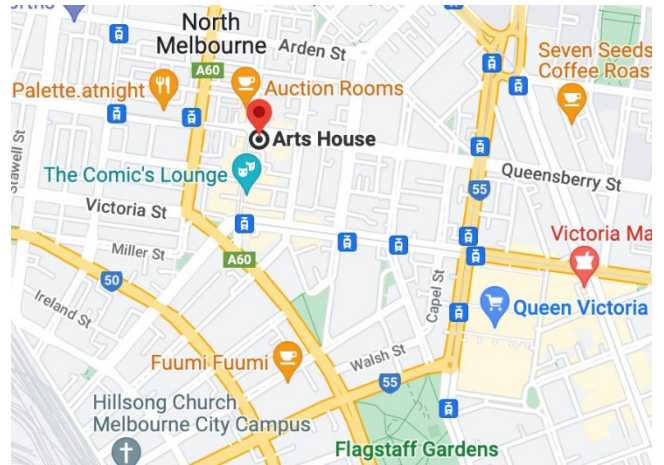 North
Melbourne
Arden St
A60
Seven Seeds
Coffee Roast
Palette.atnight
Auction Rooms
Arts House
Stawell St
The Comic's Lounge
Queensberry St
55
Victoria St
Miller St
A60
Victoria Ma
50
Ireland St
Capel St
Queen Victoria
Fuumi Fuumi
Walsh St
55
Hillsong Church
Melbourne City Campus
Flagstaff Gardens